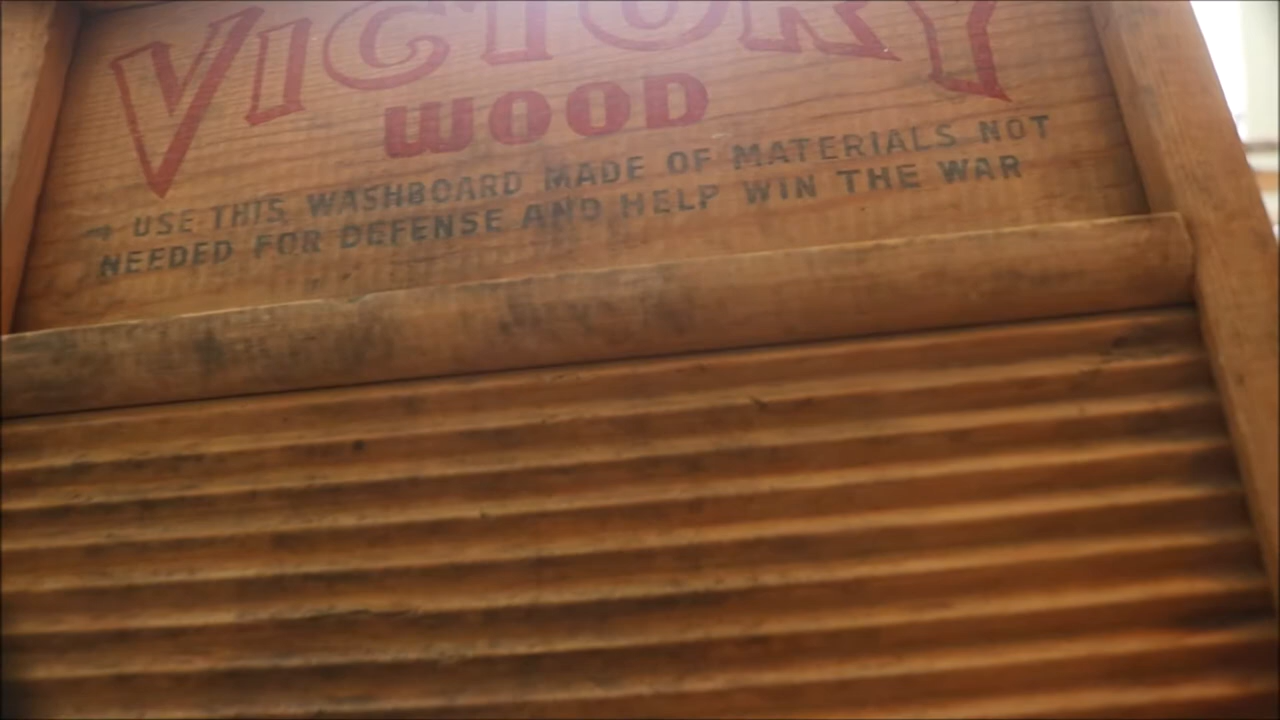 VICTORY
WOOD
USE THIS WASHBOARD MADE OF MATERIALS NOT
NEEDED FOR DEFENSE AND HELP WIN THE WAR